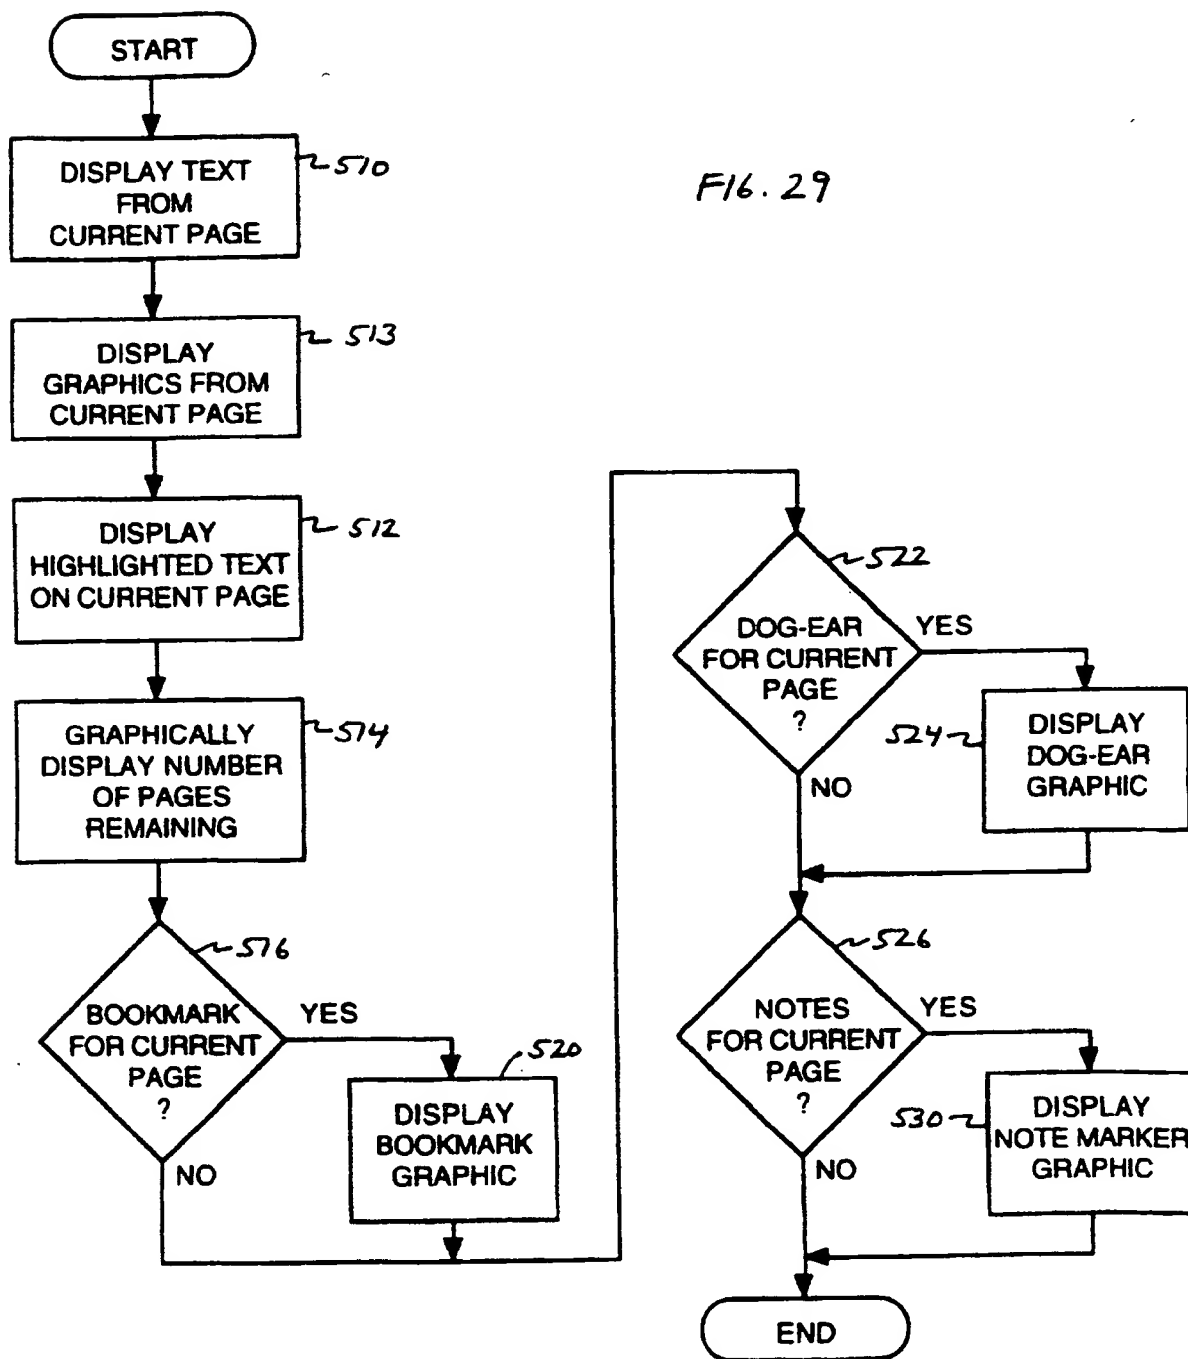 START
DISPLAY TEXT
FROM
CURRENT PAGE
510
FIG. 29
DISPLAY
GRAPHICS FROM
CURRENT PAGE
513
DISPLAY
HIGHLIGHTED TEXT
ON CURRENT PAGE
512
GRAPHICALLY
DISPLAY NUMBER
OF PAGES
REMAINING
514
BOOKMARK
FOR CURRENT
PAGE
?
516
YES
NO
DISPLAY
BOOKMARK
GRAPHIC
520
DOG-EAR
FOR CURRENT
PAGE
?
522
YES
NO
DISPLAY
DOG-EAR
GRAPHIC
524
NOTES
FOR CURRENT
PAGE
?
526
YES
NO
DISPLAY
NOTE MARKER
GRAPHIC
530
END